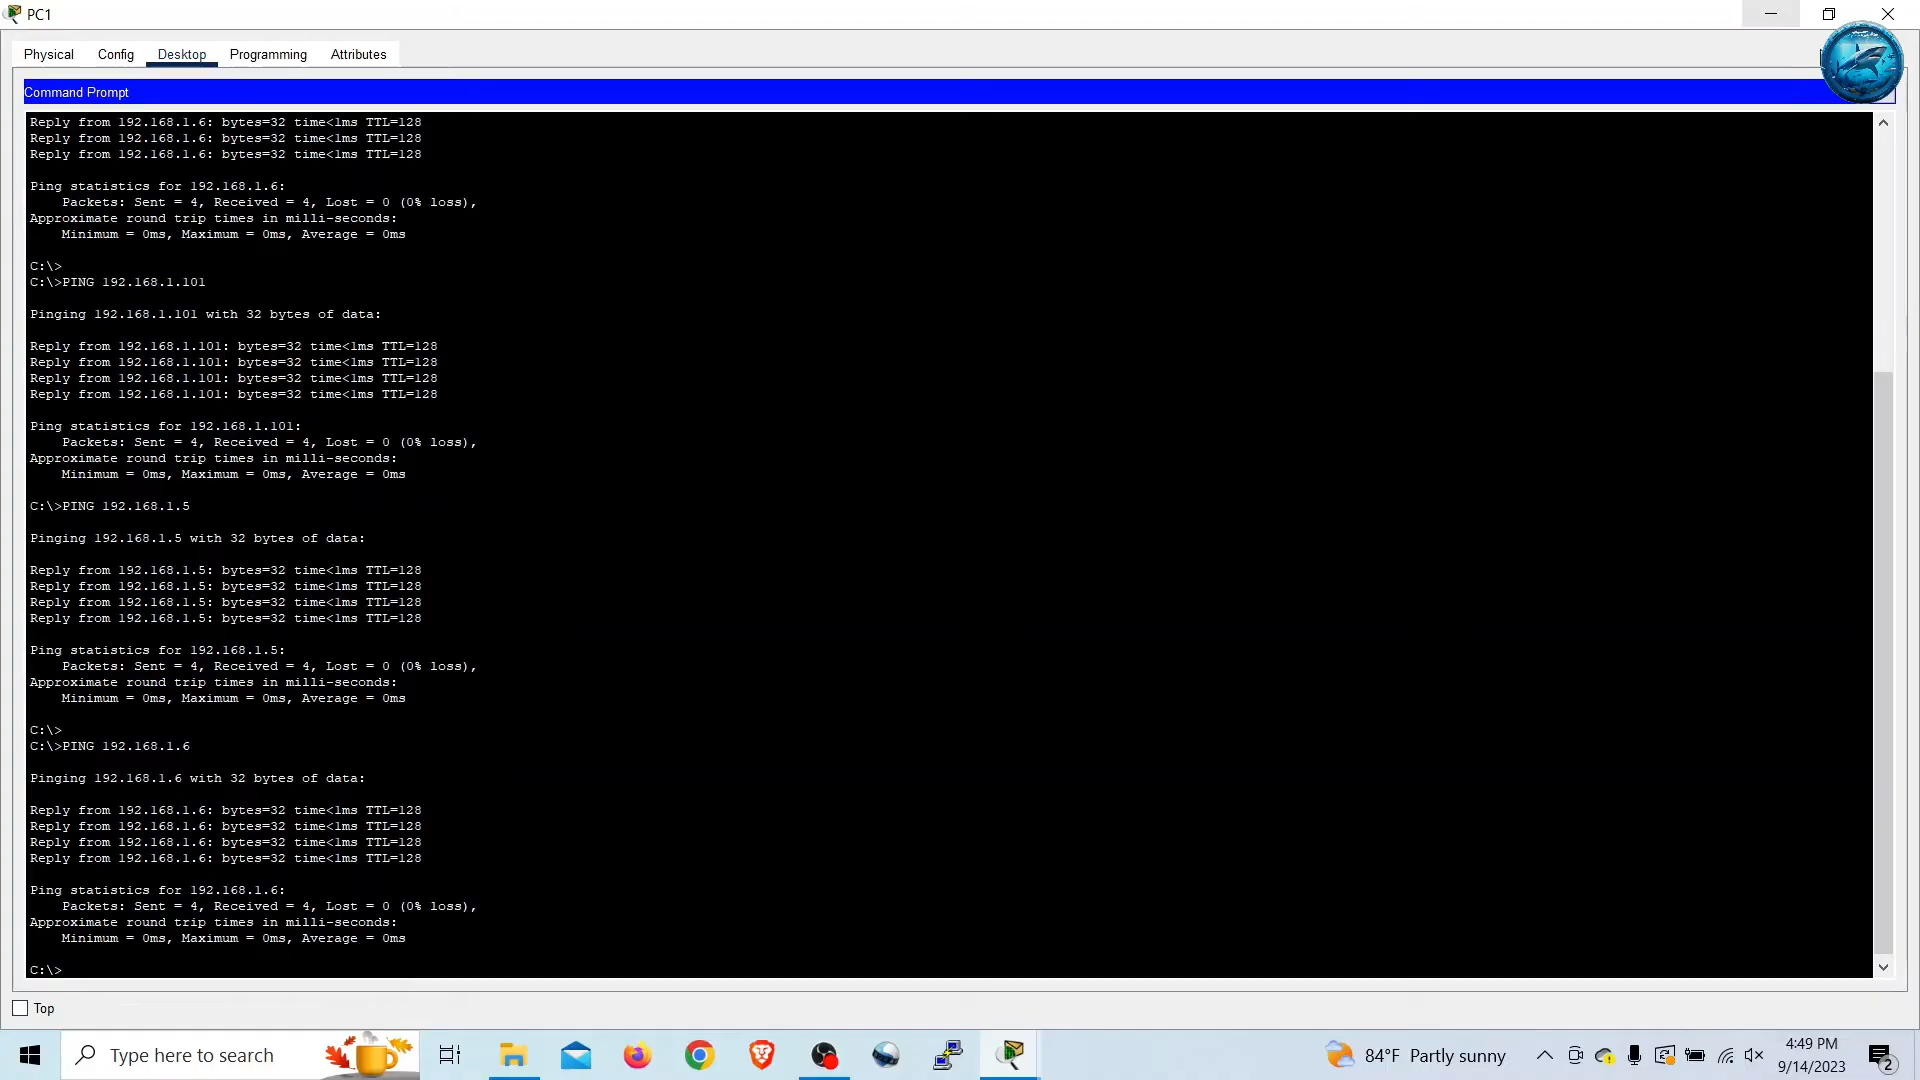 PC1
Physical Config Desktop Programming Attributes
Command Prompt
Reply from 192.168.1.6: bytes=32 time<1ms TTL=128
Reply from 192.168.1.6: bytes=32 time<1ms TTL=128
Reply from 192.168.1.6: bytes=32 time<1ms TTL=128
Ping statistics for 192.168.1.6:
Packets: Sent = 4, Received = 4, Lost = 0 (0% loss),
Approximate round trip times in milli-seconds:
Minimum = 0ms, Maximum = 0ms, Average = 0ms
C:\>
C:\>PING 192.168.1.101
Pinging 192.168.1.101 with 32 bytes of data:
Reply from 192.168.1.101: bytes=32 time<1ms TTL=128
Reply from 192.168.1.101: bytes=32 time<1ms TTL=128
Reply from 192.168.1.101: bytes=32 time<1ms TTL=128
Reply from 192.168.1.101: bytes=32 time<1ms TTL=128
Ping statistics for 192.168.1.101:
Packets: Sent = 4, Received = 4, Lost = 0 (0% loss),
Approximate round trip times in milli-seconds:
Minimum = 0ms, Maximum = 0ms, Average = 0ms
C:\>PING 192.168.1.5
Pinging 192.168.1.5 with 32 bytes of data:
Reply from 192.168.1.5: bytes=32 time<1ms TTL=128
Reply from 192.168.1.5: bytes=32 time<1ms TTL=128
Reply from 192.168.1.5: bytes=32 time<1ms TTL=128
Reply from 192.168.1.5: bytes=32 time<1ms TTL=128
Ping statistics for 192.168.1.5:
Packets: Sent = 4, Received = 4, Lost = 0 (0% loss),
Approximate round trip times in milli-seconds:
Minimum = 0ms, Maximum = 0ms, Average = 0ms
C:\>
C:\>PING 192.168.1.6
Pinging 192.168.1.6 with 32 bytes of data:
Reply from 192.168.1.6: bytes=32 time<1ms TTL=128
Reply from 192.168.1.6: bytes=32 time<1ms TTL=128
Reply from 192.168.1.6: bytes=32 time<1ms TTL=128
Reply from 192.168.1.6: bytes=32 time<1ms TTL=128
Ping statistics for 192.168.1.6:
Packets: Sent = 4, Received = 4, Lost = 0 (0% loss),
Approximate round trip times in milli-seconds:
Minimum = 0ms, Maximum = 0ms, Average = 0ms
C:\>
Top
Type here to search
84°F Partly sunny
4:49 PM
9/14/2023
2